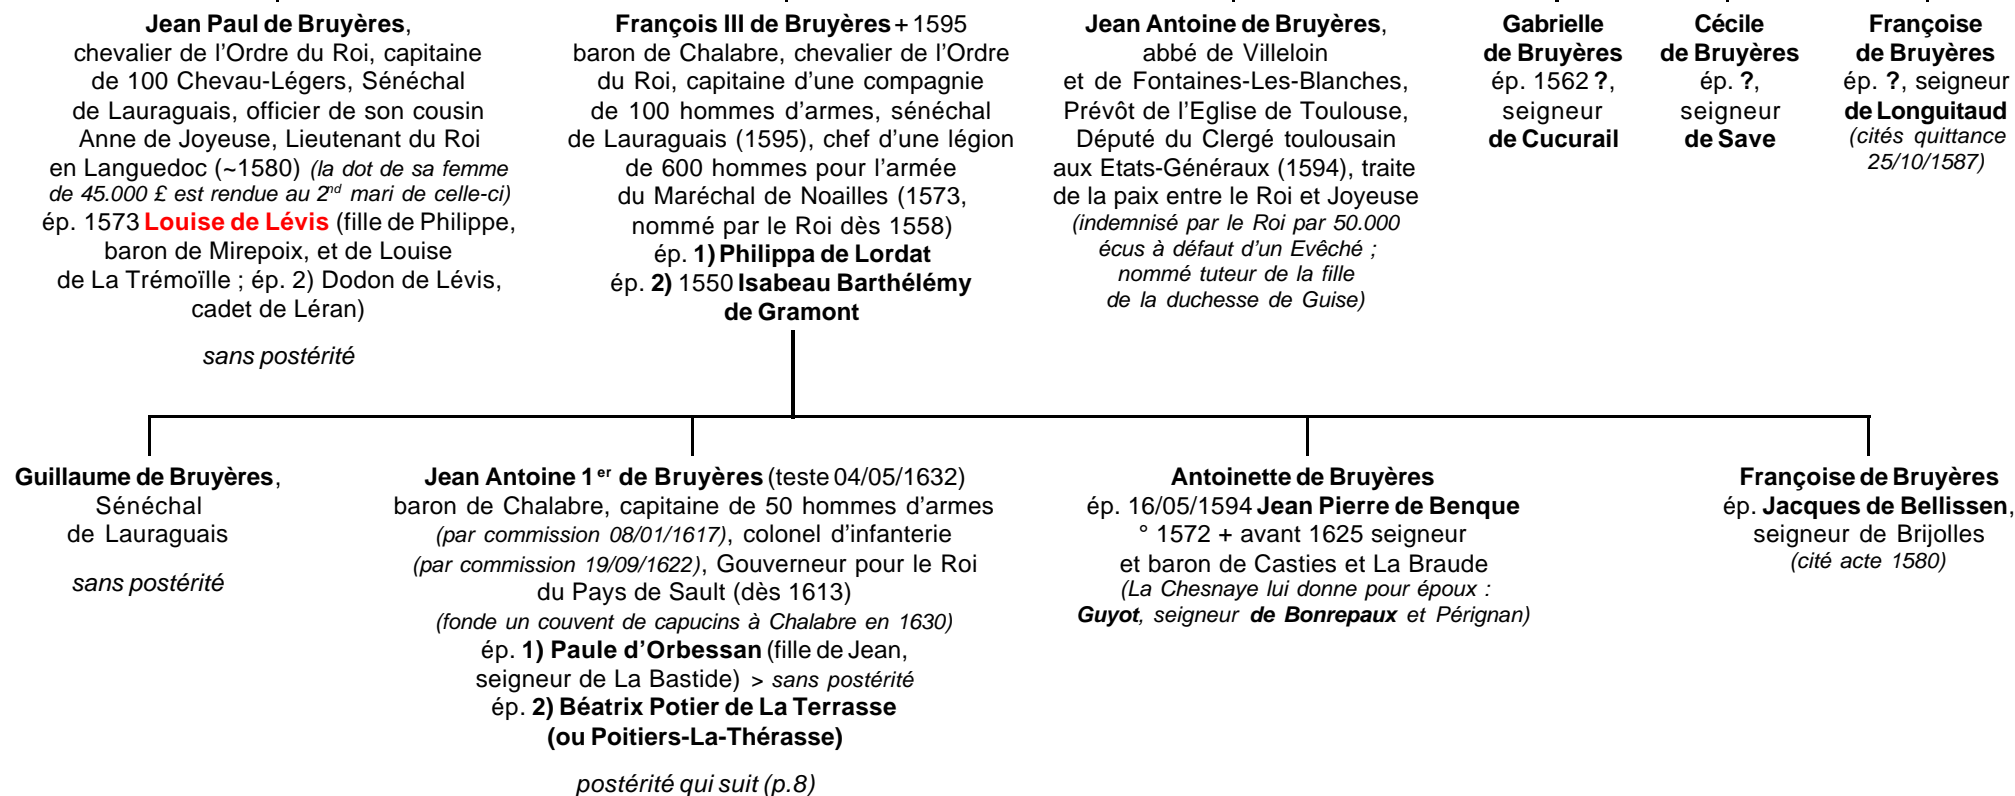 Jean Paul de Bruyères,
chevalier de l'Ordre du Roi, capitaine
de 100 Chevau-Légers, Sénéchal
de Lauraguais, officier de son cousin
Anne de Joyeuse, Lieutenant du Roi
en Languedoc (~1580) (la dot de sa femme
de 45.000 £ est rendue au 2nd mari de celle-ci)
ép. 1573 Louise de Lévis (fille de Philippe,
baron de Mirepoix, et de Louise
de La Trémoïlle ; ép. 2) Dodon de Lévis,
cadet de Léran)
sans postérité
François III de Bruyères + 1595
baron de Chalabre, chevalier de l'Ordre
du Roi, capitaine d'une compagnie
de 100 hommes d'armes, sénéchal
de Lauraguais (1595), chef d'une légion
de 600 hommes pour l'armée
du Maréchal de Noailles (1573,
nommé par le Roi dès 1558)
ép. 1) Philippa de Lordat
ép. 2) 1550 Isabeau Barthélémy
de Gramont
Jean Antoine de Bruyères,
abbé de Villeloin
et de Fontaines-Les-Blanches,
Prévôt de l'Eglise de Toulouse,
Député du Clergé toulousain
aux Etats-Généraux (1594), traite
de la paix entre le Roi et Joyeuse
(indemnisé par le Roi par 50.000
écus à défaut d'un Evêché ;
nommé tuteur de la fille
de la duchesse de Guise)
Gabrielle
de Bruyères
ép. 1562 ?,
seigneur
de Cucurail
Cécile
de Bruyères
ép. ?,
seigneur
de Save
Françoise
de Bruyères
ép. ?, seigneur
de Longuitaud
(cités quittance
25/10/1587)
Guillaume de Bruyères,
Sénéchal
de Lauraguais
sans postérité
Jean Antoine 1er de Bruyères (teste 04/05/1632)
baron de Chalabre, capitaine de 50 hommes d'armes
(par commission 08/01/1617), colonel d'infanterie
(par commission 19/09/1622), Gouverneur pour le Roi
du Pays de Sault (dès 1613)
(fonde un couvent de capucins à Chalabre en 1630)
ép. 1) Paule d'Orbessan (fille de Jean,
seigneur de La Bastide) > sans postérité
ép. 2) Béatrix Potier de La Terrasse
(ou Poitiers-La-Thérasse)
postérité qui suit (p.8)
Antoinette de Bruyères
ép. 16/05/1594 Jean Pierre de Benque
° 1572 + avant 1625 seigneur
et baron de Casties et La Braude
(La Chesnaye lui donne pour époux :
Guyot, seigneur de Bonrepaux et Pérignan)
Françoise de Bruyères
ép. Jacques de Bellissen,
seigneur de Brijolles
(cité acte 1580)